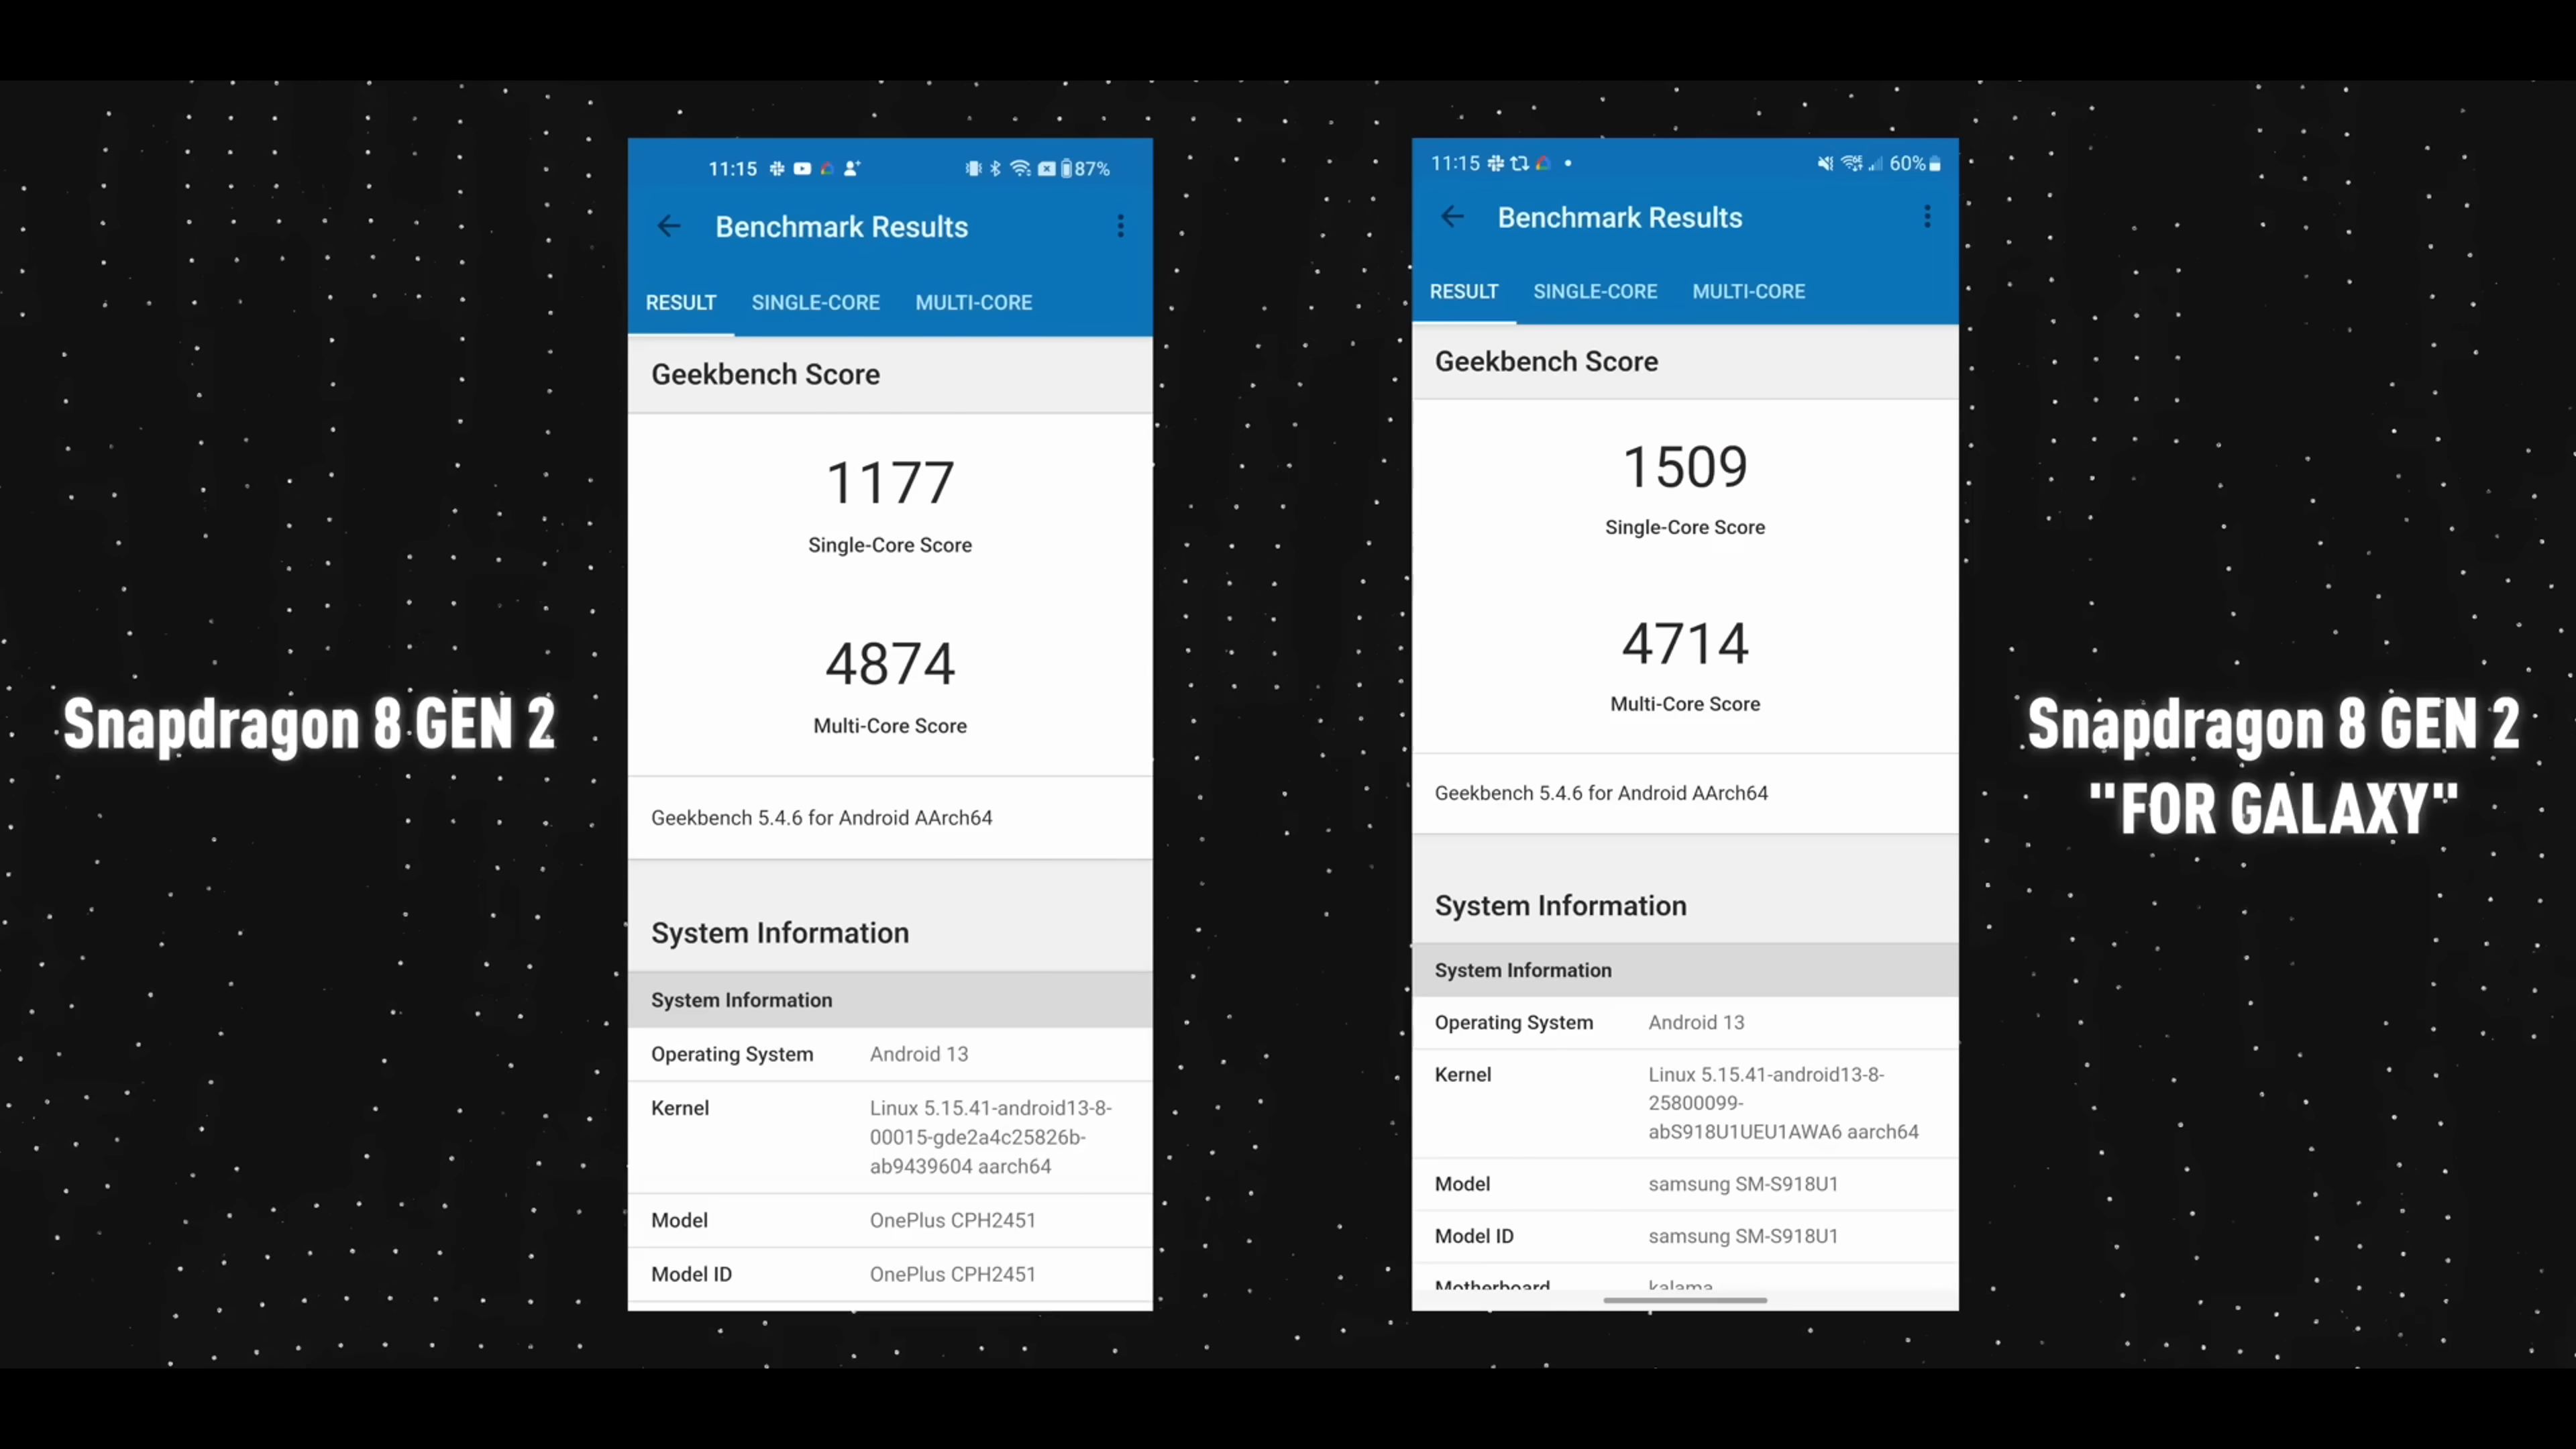 Snapdragon 8 GEN 2
11:15 87%
Benchmark Results
RESULT SINGLE-CORE MULTI-CORE
Geekbench Score
1177
Single-Core Score
4874
Multi-Core Score
Geekbench 5.4.6 for Android AArch64
System Information
System Information
Operating System Android 13
Kernel Linux 5.15.41-android13-8-
00015-gde2a4c25826b-
ab9439604 aarch64
Model OnePlus CPH2451
Model ID OnePlus CPH2451
11:15 60%
Benchmark Results
RESULT SINGLE-CORE MULTI-CORE
Geekbench Score
1509
Single-Core Score
4714
Multi-Core Score
Geekbench 5.4.6 for Android AArch64
System Information
System Information
Operating System Android 13
Kernel Linux 5.15.41-android13-8-
25800099-
abS918U1UEU1AWA6 aarch64
Model samsung SM-S918U1
Model ID samsung SM-S918U1
Motherboard kalama
Snapdragon 8 GEN 2
"FOR GALAXY"